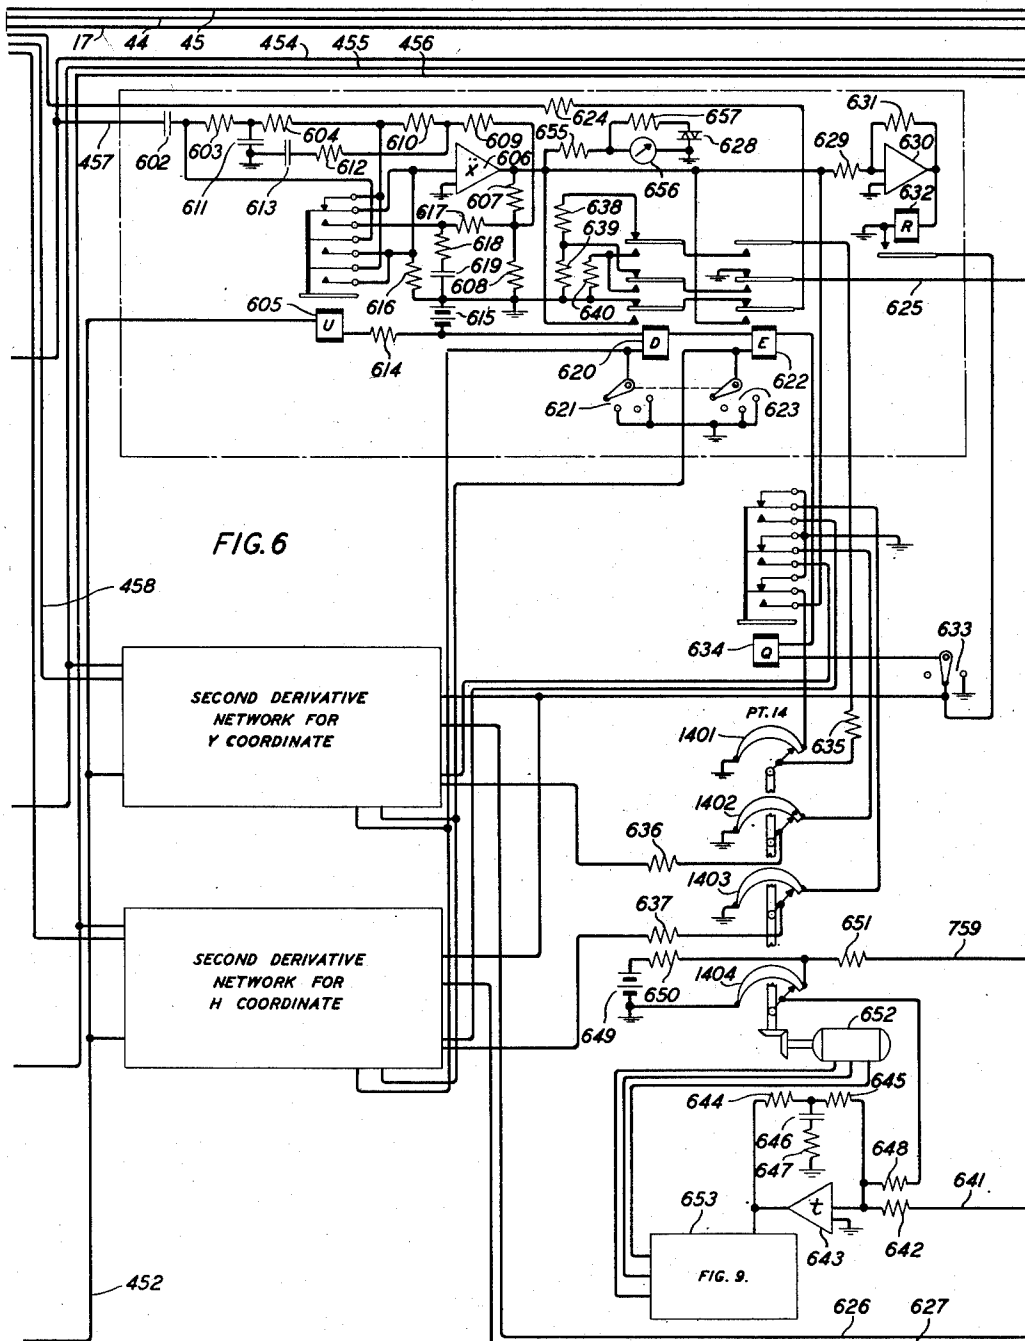 17 44 45 454 455 456
457 602 603 604 610 609 624 655 657 628 631
611 613 612 Ẍ 606 607 656 629 630
617 618 619 608 638 639 640 632 R
616 615 625
605 U 614 D E
620 622
621 623
FIG. 6
458
634 Q 633
SECOND DERIVATIVE
NETWORK FOR
Y COORDINATE
PT. 14
1401 635
1402
636
1403
637 651 759
SECOND DERIVATIVE
NETWORK FOR
H COORDINATE
650 1404
649 652
644 645
646
647 648 641
653 t 643 642
FIG. 9.
452
626 627